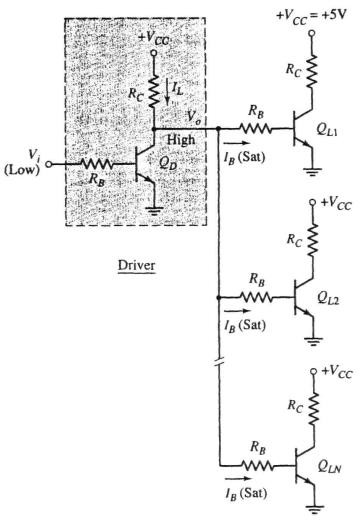 +V_CC = +5V
+V_CC
R_C
I_L
R_C
V_o
R_B
Q_L1
V_i
(Low)
High
I_B (Sat)
R_B
Q_D
+V_CC
R_C
Driver
R_B
Q_L2
I_B (Sat)
+V_CC
R_C
R_B
Q_LN
I_B (Sat)